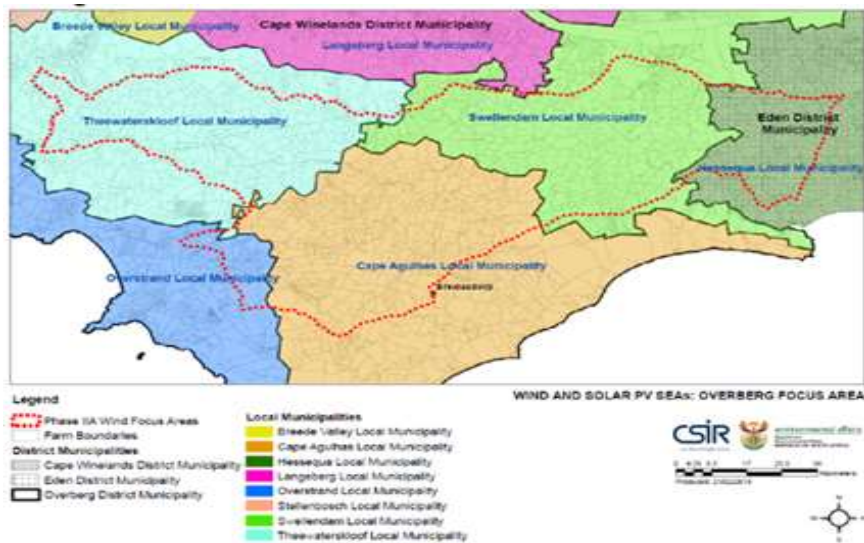 Breede Valley Local Municipality
Cape Winelands District Municipality
Langeberg Local Municipality
Theewaterskloof Local Municipality
Swellendam Local Municipality
Eden District
Municipality
Hessequa Local Municipality
Overstrand Local Municipality
Cape Agulhas Local Municipality
Bredasdorp
WIND AND SOLAR PV SEAs: OVERBERG FOCUS AREA
Legend
Phase IIA Wind Focus Areas
Farm Boundaries
District Municipalities
Cape Winelands District Municipality
Eden District Municipality
Overberg District Municipality
Local Municipalities
Breede Valley Local Municipality
Cape Agulhas Local Municipality
Hessequa Local Municipality
Langeberg Local Municipality
Overstrand Local Municipality
Stellenbosch Local Municipality
Swellendam Local Municipality
Theewaterskloof Local Municipality
CSIR
environmental affairs
Kilometers